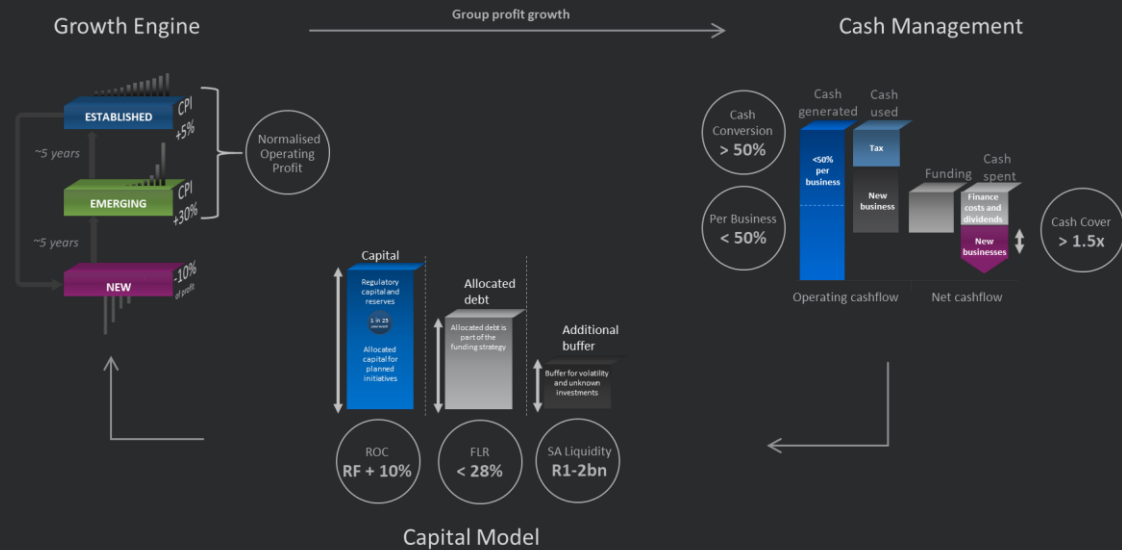 Growth Engine
Group profit growth
Cash Management
ESTABLISHED
CPI
+5%
~5 years
EMERGING
CPI
+30%
~5 years
NEW
-10%
of profit
Normalised
Operating
Profit
Capital
Regulatory
capital and
reserves
1 in 25
Allocated
capital for
planned
initiatives
Allocated
debt
Allocated debt is
part of the
funding strategy
Additional
buffer
Buffer for volatility
and unknown
investments
ROC
RF + 10%
FLR
< 28%
SA Liquidity
R1-2bn
Capital Model
Cash
Conversion
> 50%
Per Business
< 50%
Cash
generated
<50%
per
business
Cash
used
Tax
New
business
Funding
Cash
spent
Finance
costs and
dividends
New
businesses
Cash Cover
> 1.5x
Operating cashflow
Net cashflow